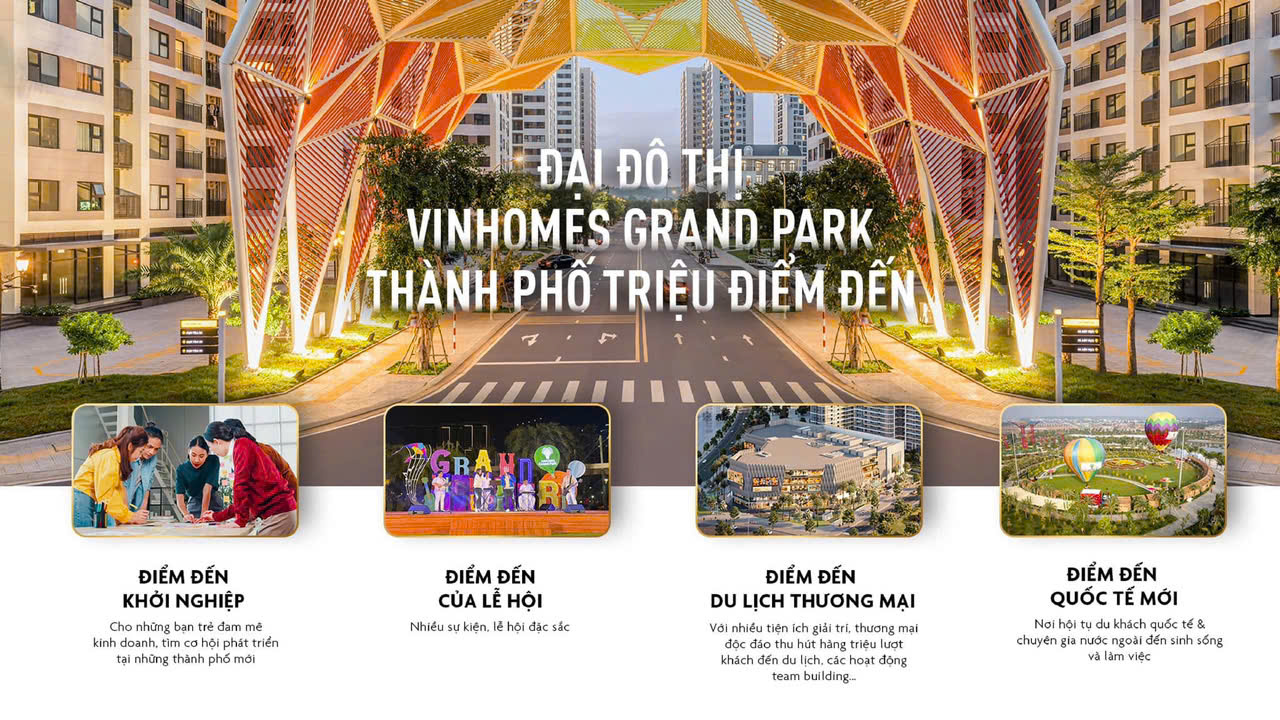 ĐẠI ĐÔ THỊ
VINHOMES GRAND PARK
THÀNH PHỐ TRIỆU ĐIỂM ĐẾN
GRAND
ĐIỂM ĐẾN
KHỞI NGHIỆP
Cho những bạn trẻ đam mê
kinh doanh, tìm cơ hội phát triển
tại những thành phố mới
ĐIỂM ĐẾN
CỦA LỄ HỘI
Nhiều sự kiện, lễ hội đặc sắc
ĐIỂM ĐẾN
DU LỊCH THƯƠNG MẠI
Với nhiều tiện ích giải trí, thương mại
độc đáo thu hút hàng triệu lượt
khách đến du lịch, các hoạt động
team building...
ĐIỂM ĐẾN
QUỐC TẾ MỚI
Nơi hội tụ du khách quốc tế &
chuyên gia nước ngoài đến sinh sống
và làm việc